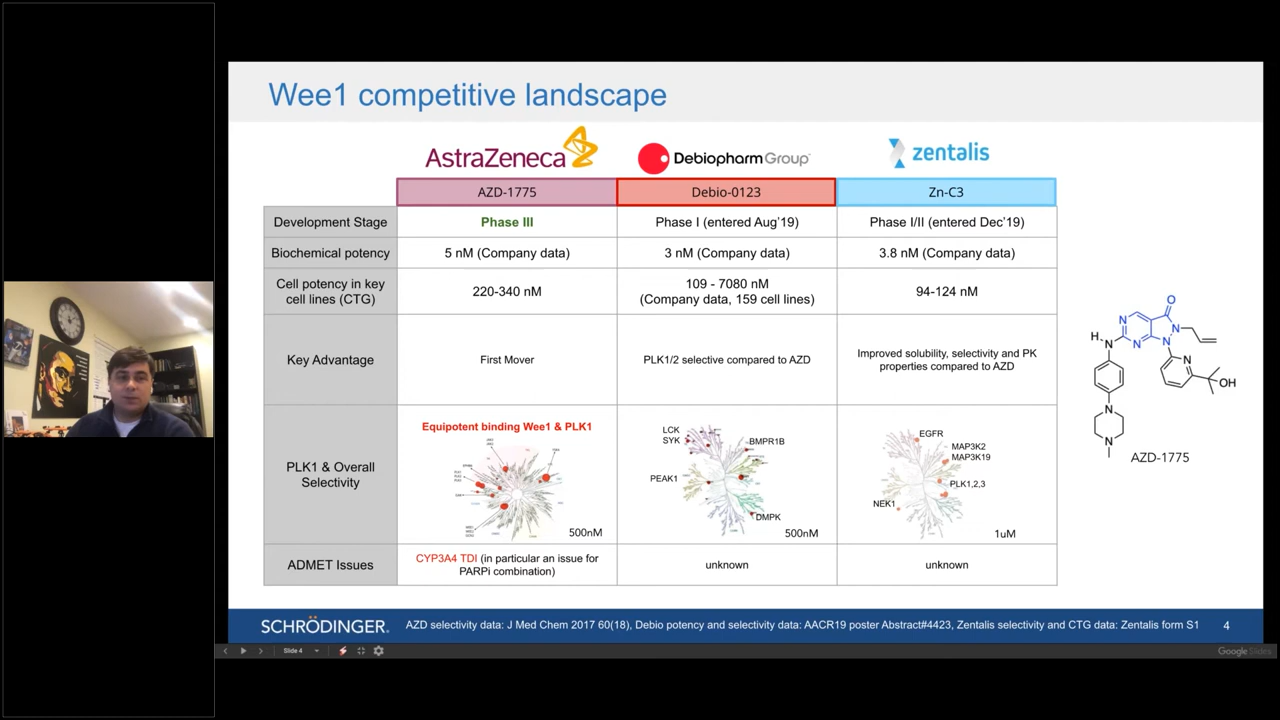 Wee1 competitive landscape
AstraZeneca
Debiopharm Group
zentalis
AZD-1775
Debio-0123
Zn-C3
Development Stage
Phase III
Phase I (entered Aug'19)
Phase I/II (entered Dec'19)
Biochemical potency
5 nM (Company data)
3 nM (Company data)
3.8 nM (Company data)
Cell potency in key
cell lines (CTG)
220-340 nM
109 - 7080 nM
(Company data, 159 cell lines)
94-124 nM
Key Advantage
First Mover
PLK1/2 selective compared to AZD
Improved solubility, selectivity and PK
properties compared to AZD
PLK1 & Overall
Selectivity
Equipotent binding Wee1 & PLK1
500nM
LCK
SYK
BMPR1B
PEAK1
DMPK
500nM
EGFR
MAP3K2
MAP3K19
PLK1,2,3
NEK1
1uM
ADMET Issues
CYP3A4 TDI (in particular an issue for
PARPi combination)
unknown
unknown
O
N
N
H
N
N
N
N
N
OH
N
N
AZD-1775
SCHRÖDINGER.
AZD selectivity data: J Med Chem 2017 60(18), Debio potency and selectivity data: AACR19 poster Abstract#4423, Zentalis selectivity and CTG data: Zentalis form S1
4
Slide 4
Google Slides